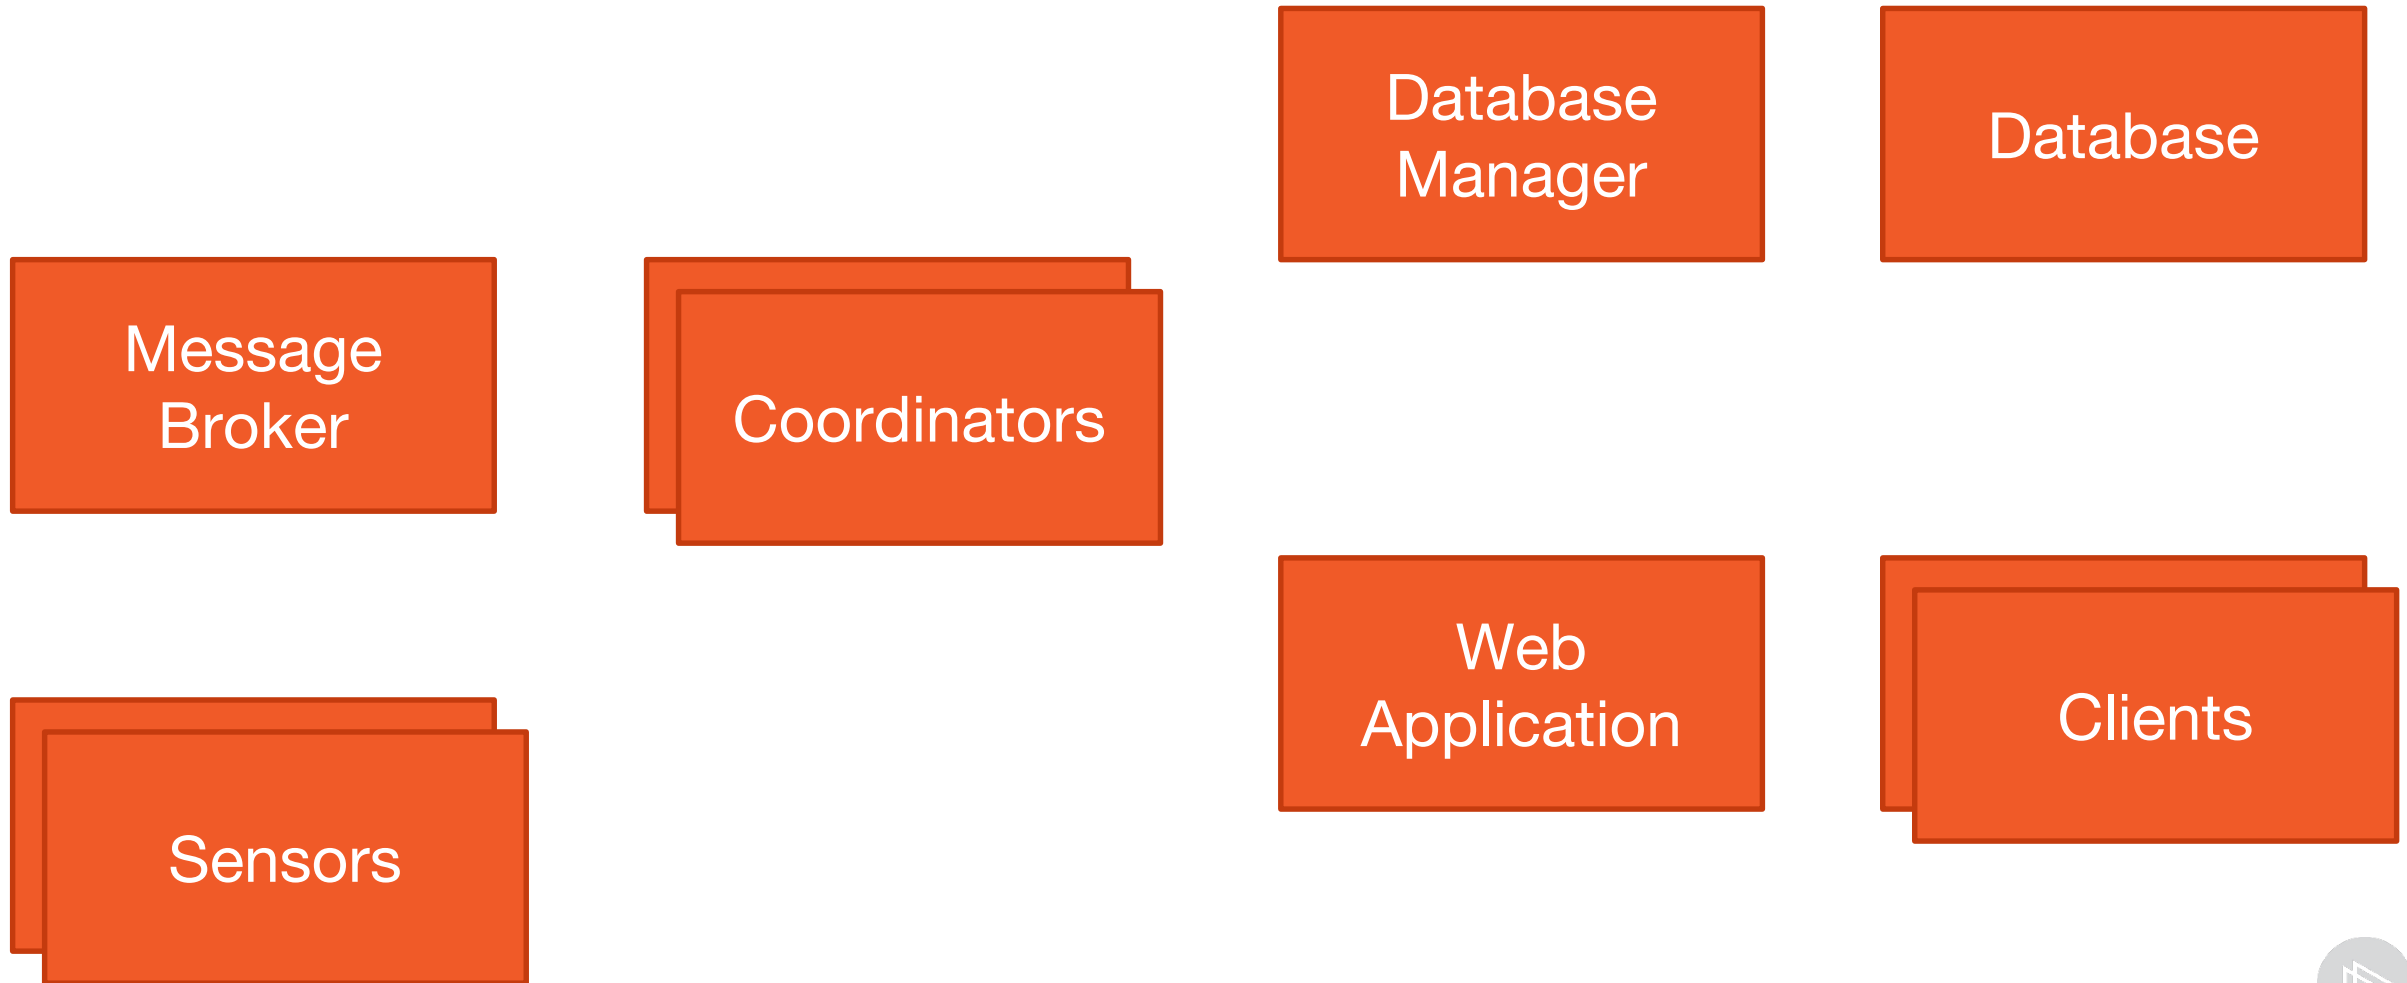 Database
Manager
Database
Message
Broker
Coordinators
Web
Application
Clients
Sensors